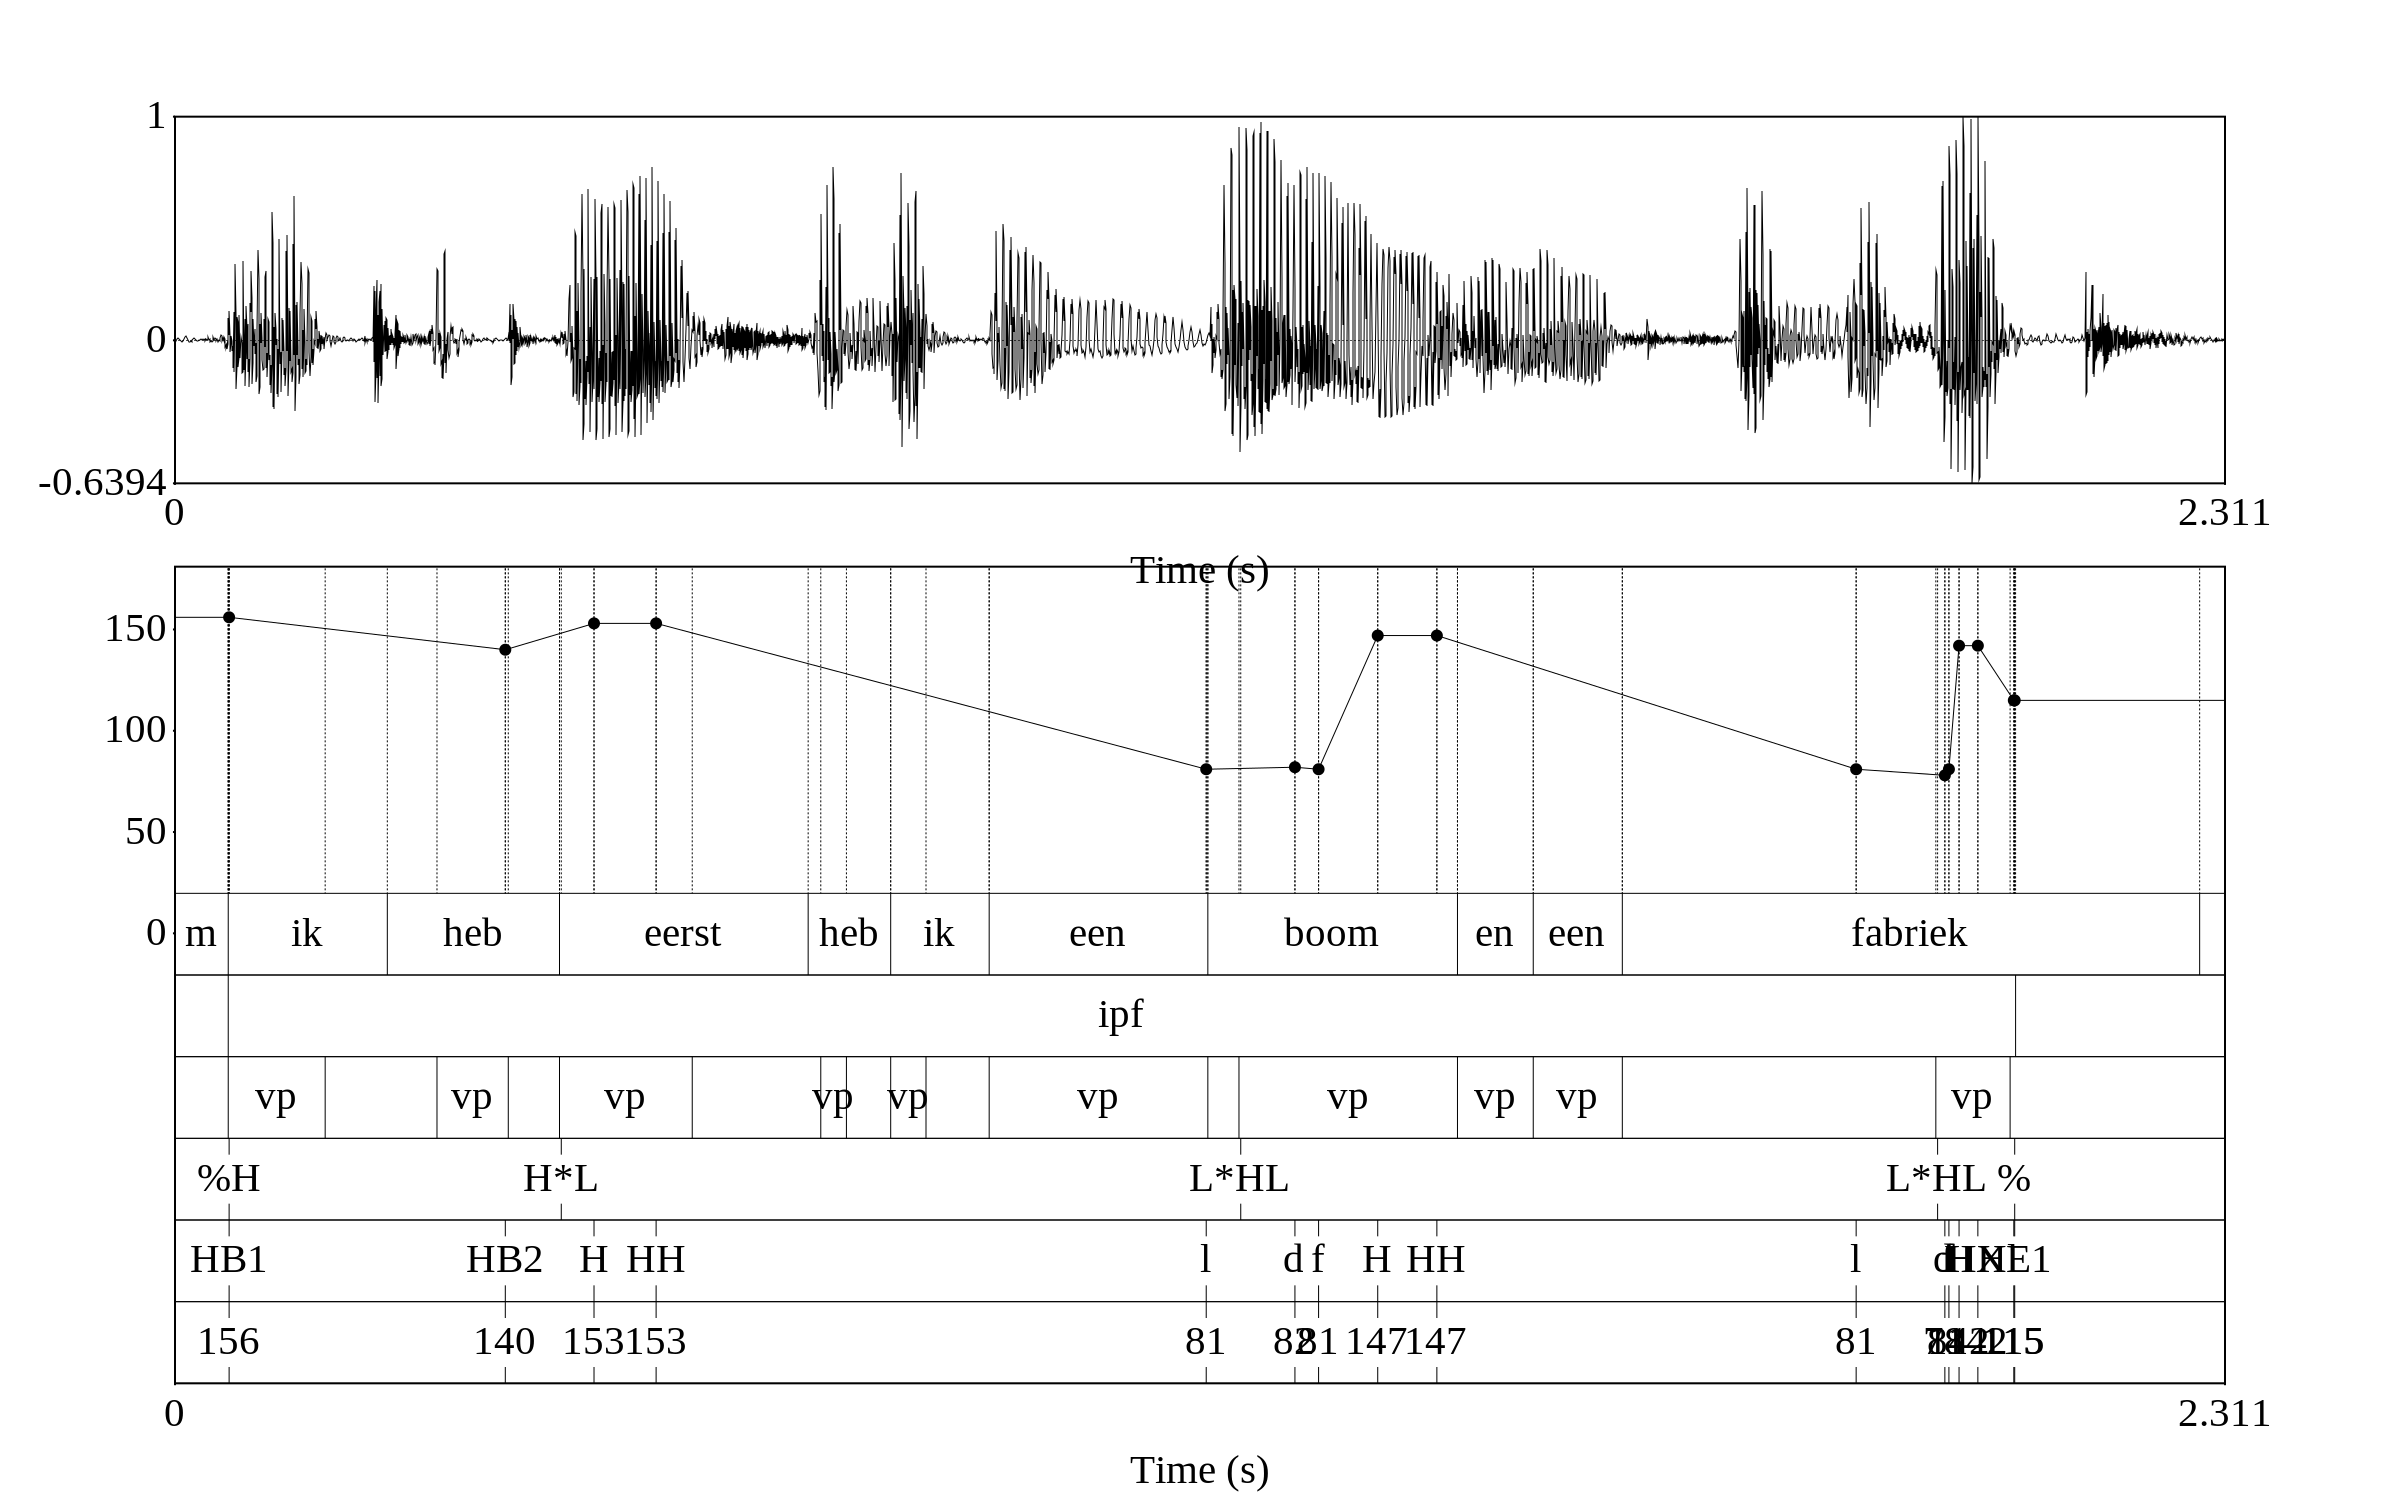 1
0
-0.6394
0 2.311
Time (s)
150
100
50
0
m ik heb eerst heb ik een boom en een fabriek
ipf
vp vp vp vp vp vp vp vp vp vp
%H H*L L*HL L*HL %
HB1 HB2 H HH l d f H HH l
156 140 153 153 81 82 81 147 147 81
0 2.311
Time (s)